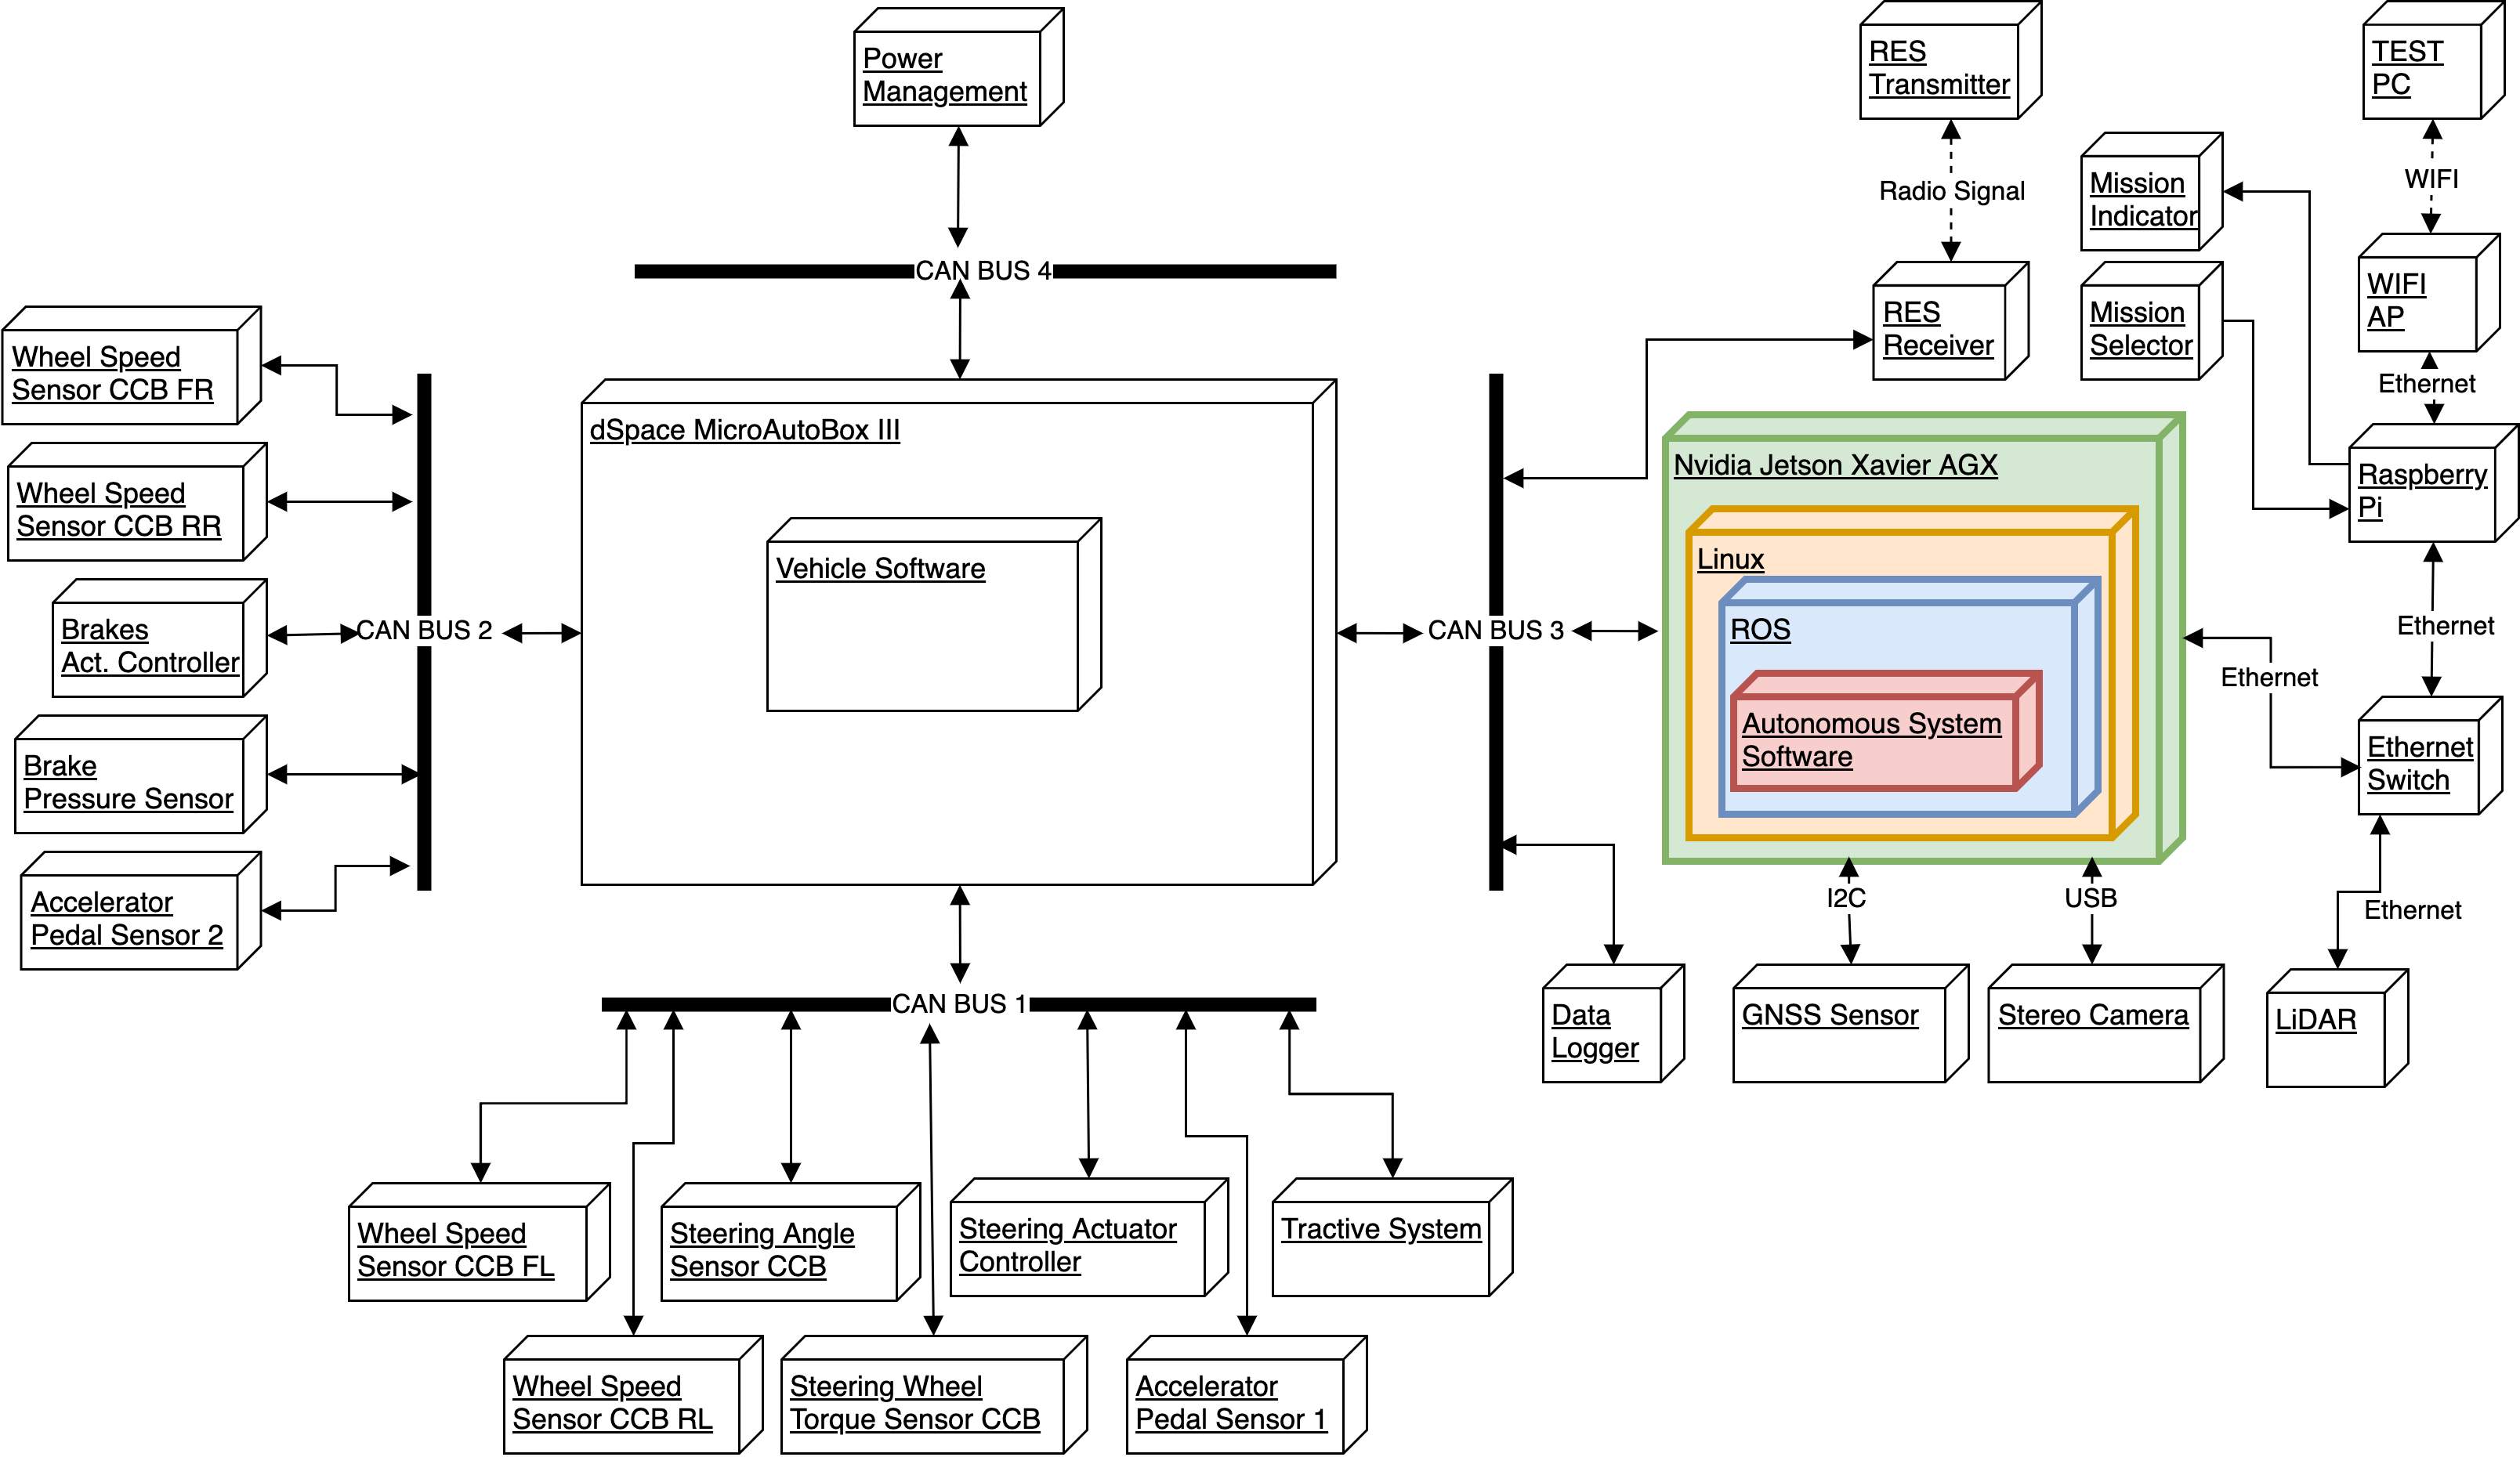 Power
Management
RES
Transmitter
TEST
PC
Radio Signal
Mission
Indicator
WIFI
CAN BUS 4
RES
Receiver
Mission
Selector
WIFI
AP
Ethernet
Wheel Speed
Sensor CCB FR
dSpace MicroAutoBox III
Nvidia Jetson Xavier AGX
Raspberry
Pi
Wheel Speed
Sensor CCB RR
Vehicle Software
Linux
Brakes
Act. Controller
CAN BUS 2
CAN BUS 3
ROS
Ethernet
Ethernet
Autonomous System
Software
Ethernet
Switch
Brake
Pressure Sensor
Accelerator
Pedal Sensor 2
I2C
USB
Ethernet
CAN BUS 1
Data
Logger
GNSS Sensor
Stereo Camera
LiDAR
Wheel Speed
Sensor CCB FL
Steering Angle
Sensor CCB
Steering Actuator
Controller
Tractive System
Wheel Speed
Sensor CCB RL
Steering Wheel
Torque Sensor CCB
Accelerator
Pedal Sensor 1